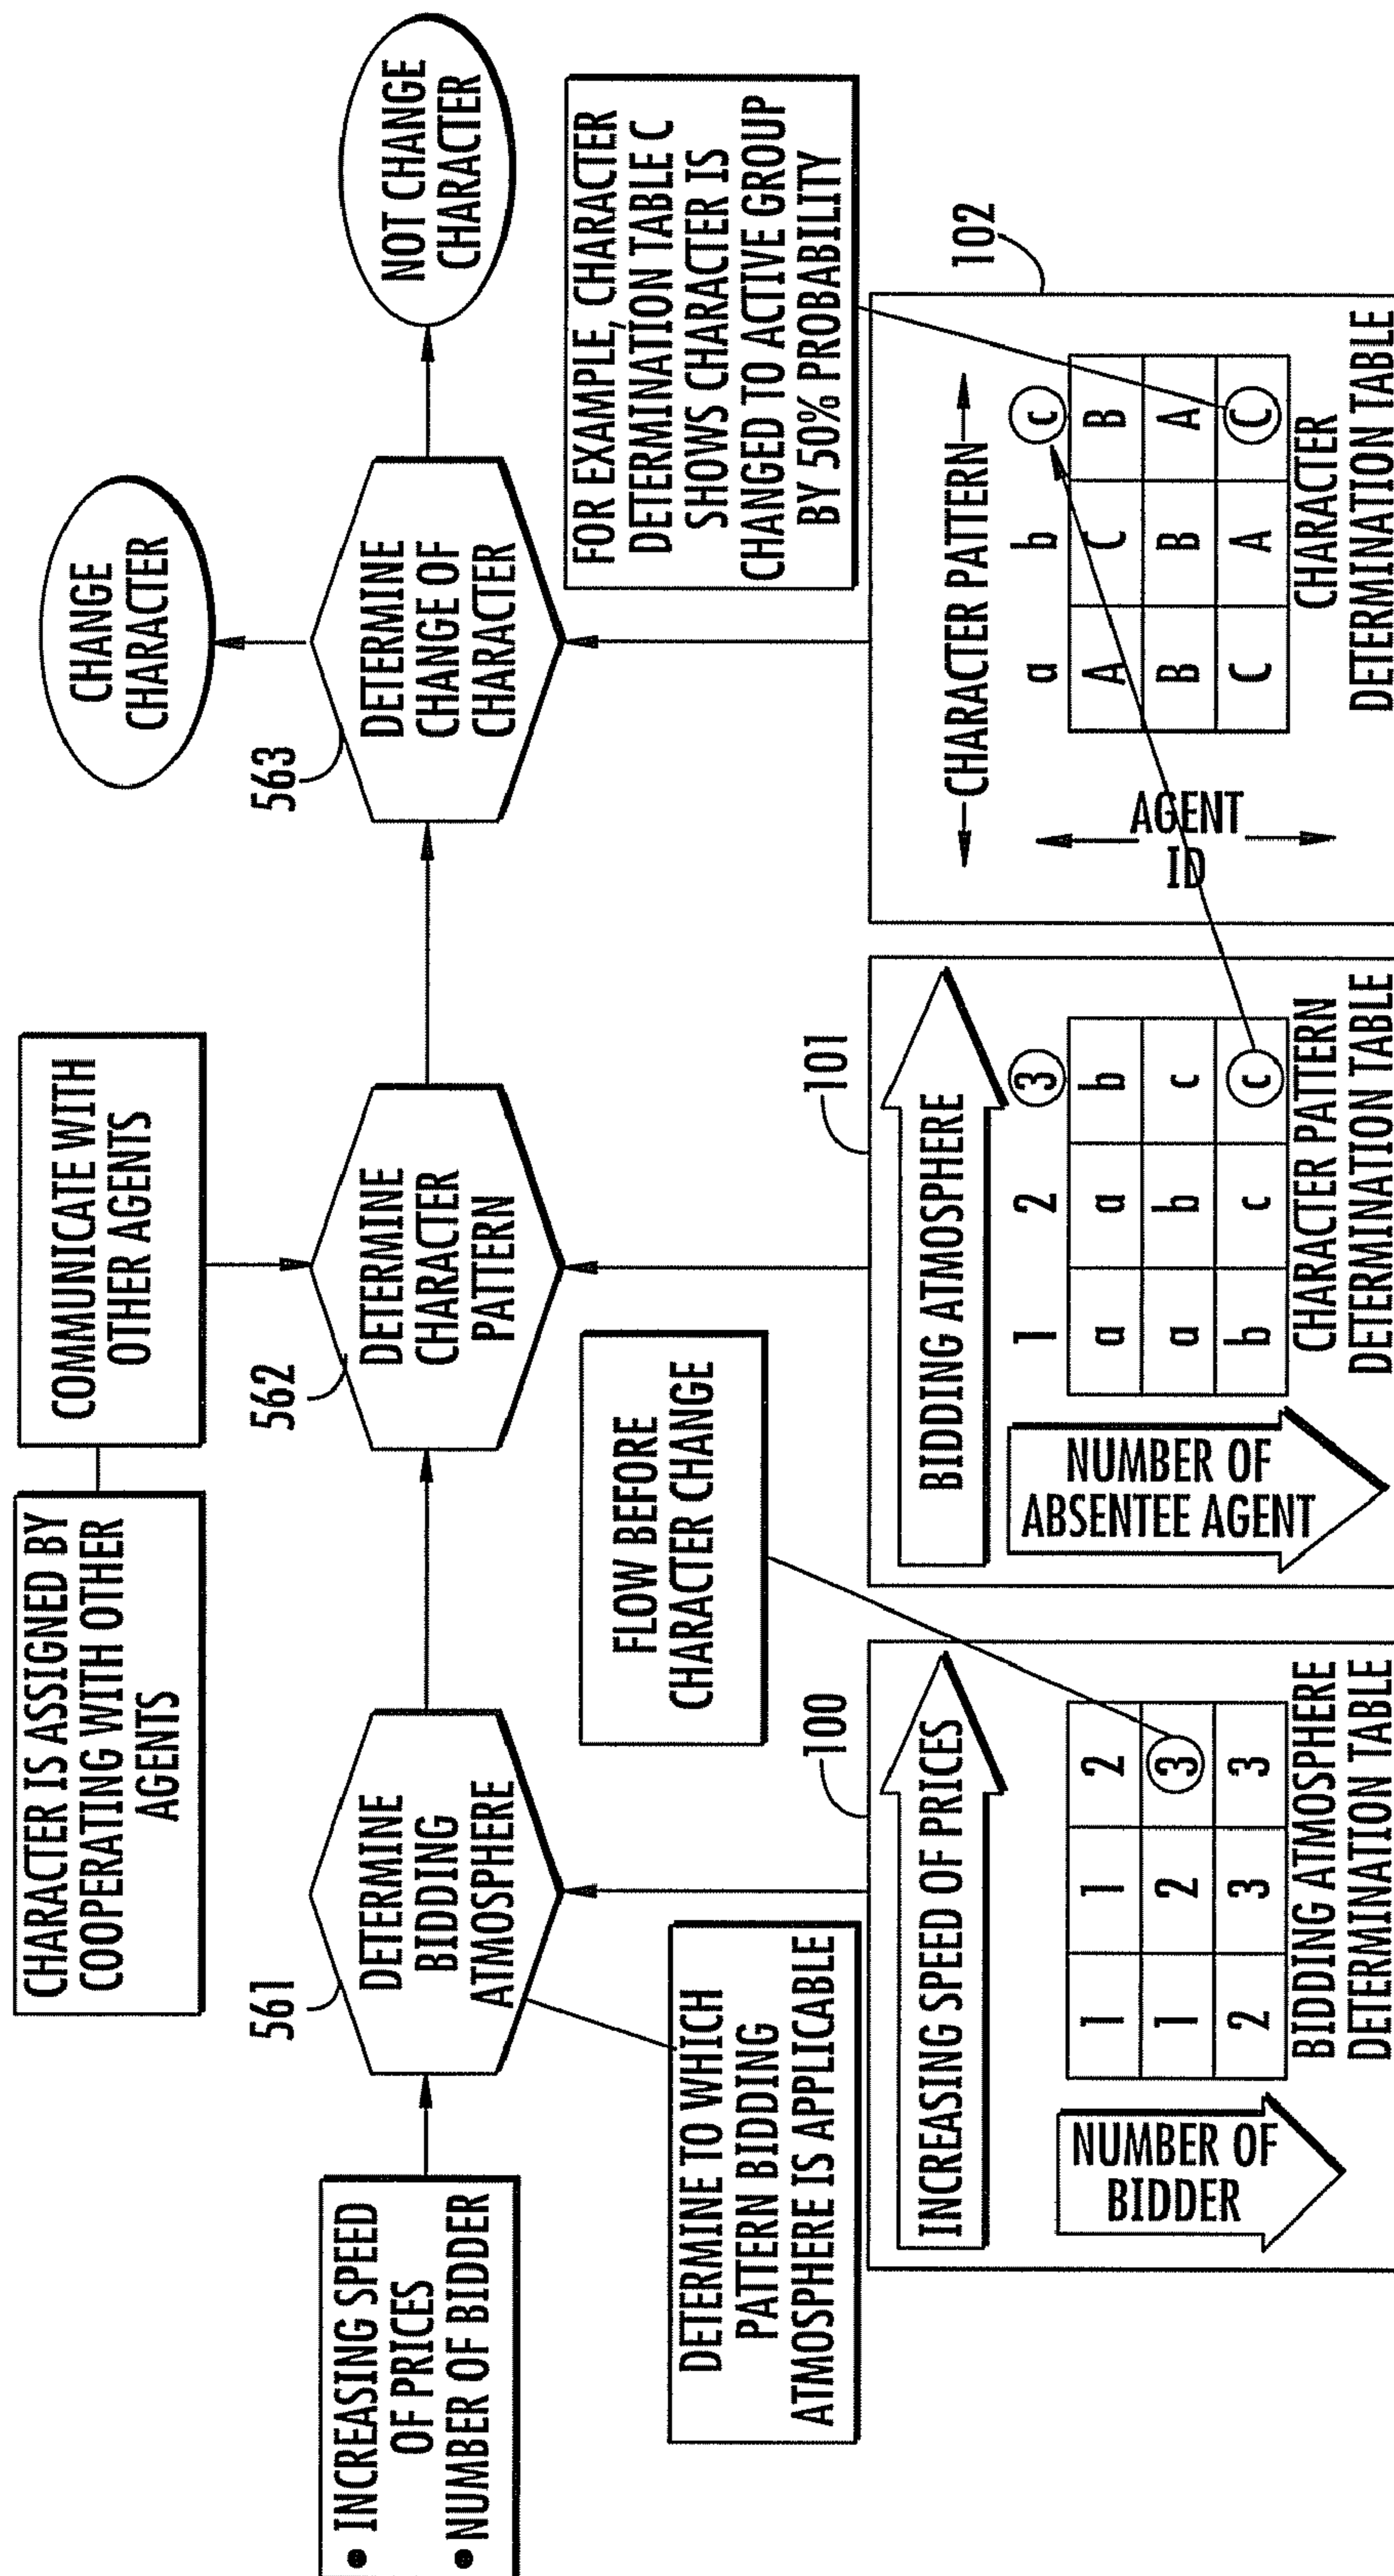 CHARACTER IS ASSIGNED BY
COOPERATING WITH OTHER
AGENTS
COMMUNICATE WITH
OTHER AGENTS
CHANGE
CHARACTER
• INCREASING SPEED
OF PRICES
• NUMBER OF BIDDER
561
DETERMINE
BIDDING
ATMOSPHERE
562
DETERMINE
CHARACTER
PATTERN
563
DETERMINE
CHANGE OF
CHARACTER
NOT CHANGE
CHARACTER
DETERMINE TO WHICH
PATTERN BIDDING
ATMOSPHERE IS APPLICABLE
FLOW BEFORE
CHARACTER CHANGE
FOR EXAMPLE, CHARACTER
DETERMINATION TABLE C
SHOWS CHARACTER IS
CHANGED TO ACTIVE GROUP
BY 50% PROBABILITY
100
INCREASING SPEED OF PRICES
NUMBER OF
BIDDER
1 1 2
1 2 3
2 3 3
BIDDING ATMOSPHERE
DETERMINATION TABLE
101
BIDDING ATMOSPHERE
NUMBER OF
ABSENTEE AGENT
1 2 3
a a b
a b c
b c c
CHARACTER PATTERN
DETERMINATION TABLE
102
CHARACTER PATTERN
AGENT
ID
a b c
A C B
B B A
C A C
CHARACTER
DETERMINATION TABLE